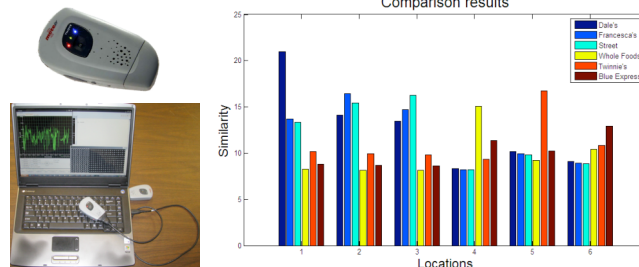 Comparison results
25
20
15
10
5
0
Similarity
Dale's
Francesca's
Street
Whole Foods
Twinnie's
Blue Express
1 2 3 4 5 6
Locations